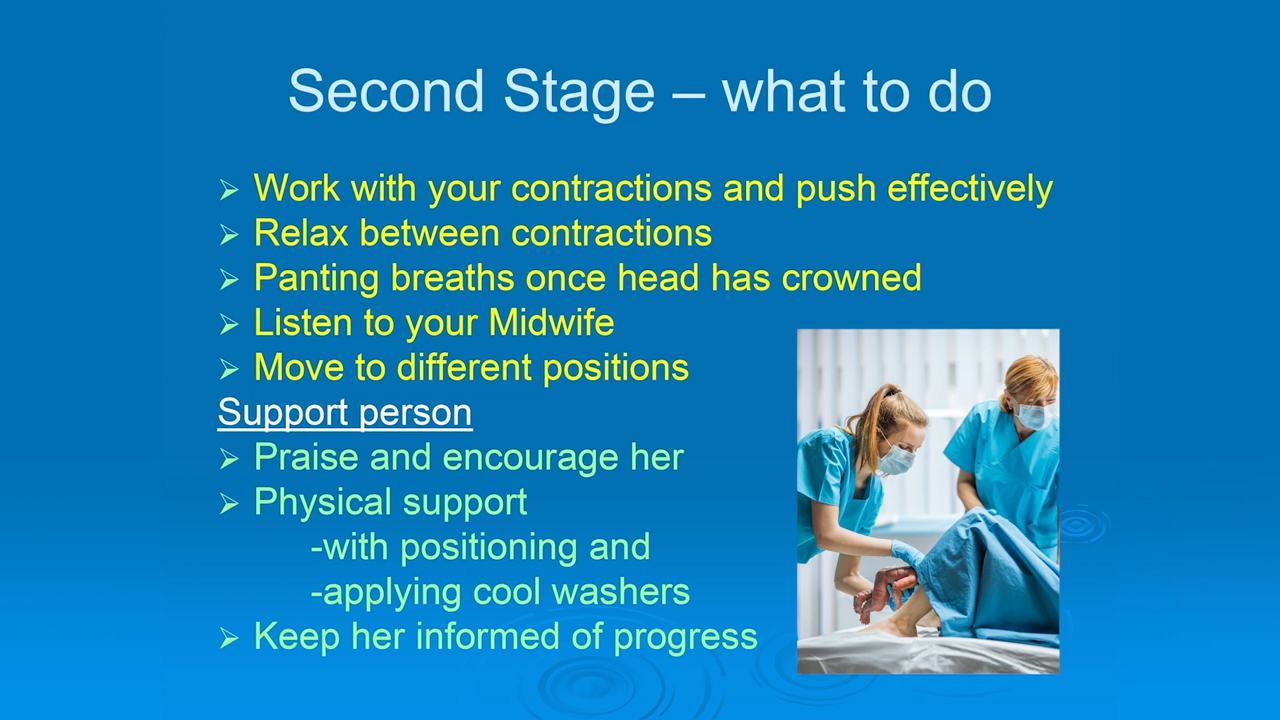 Second Stage – what to do
➢ Work with your contractions and push effectively
➢ Relax between contractions
➢ Panting breaths once head has crowned
➢ Listen to your Midwife
➢ Move to different positions
Support person
➢ Praise and encourage her
➢ Physical support
-with positioning and
-applying cool washers
➢ Keep her informed of progress